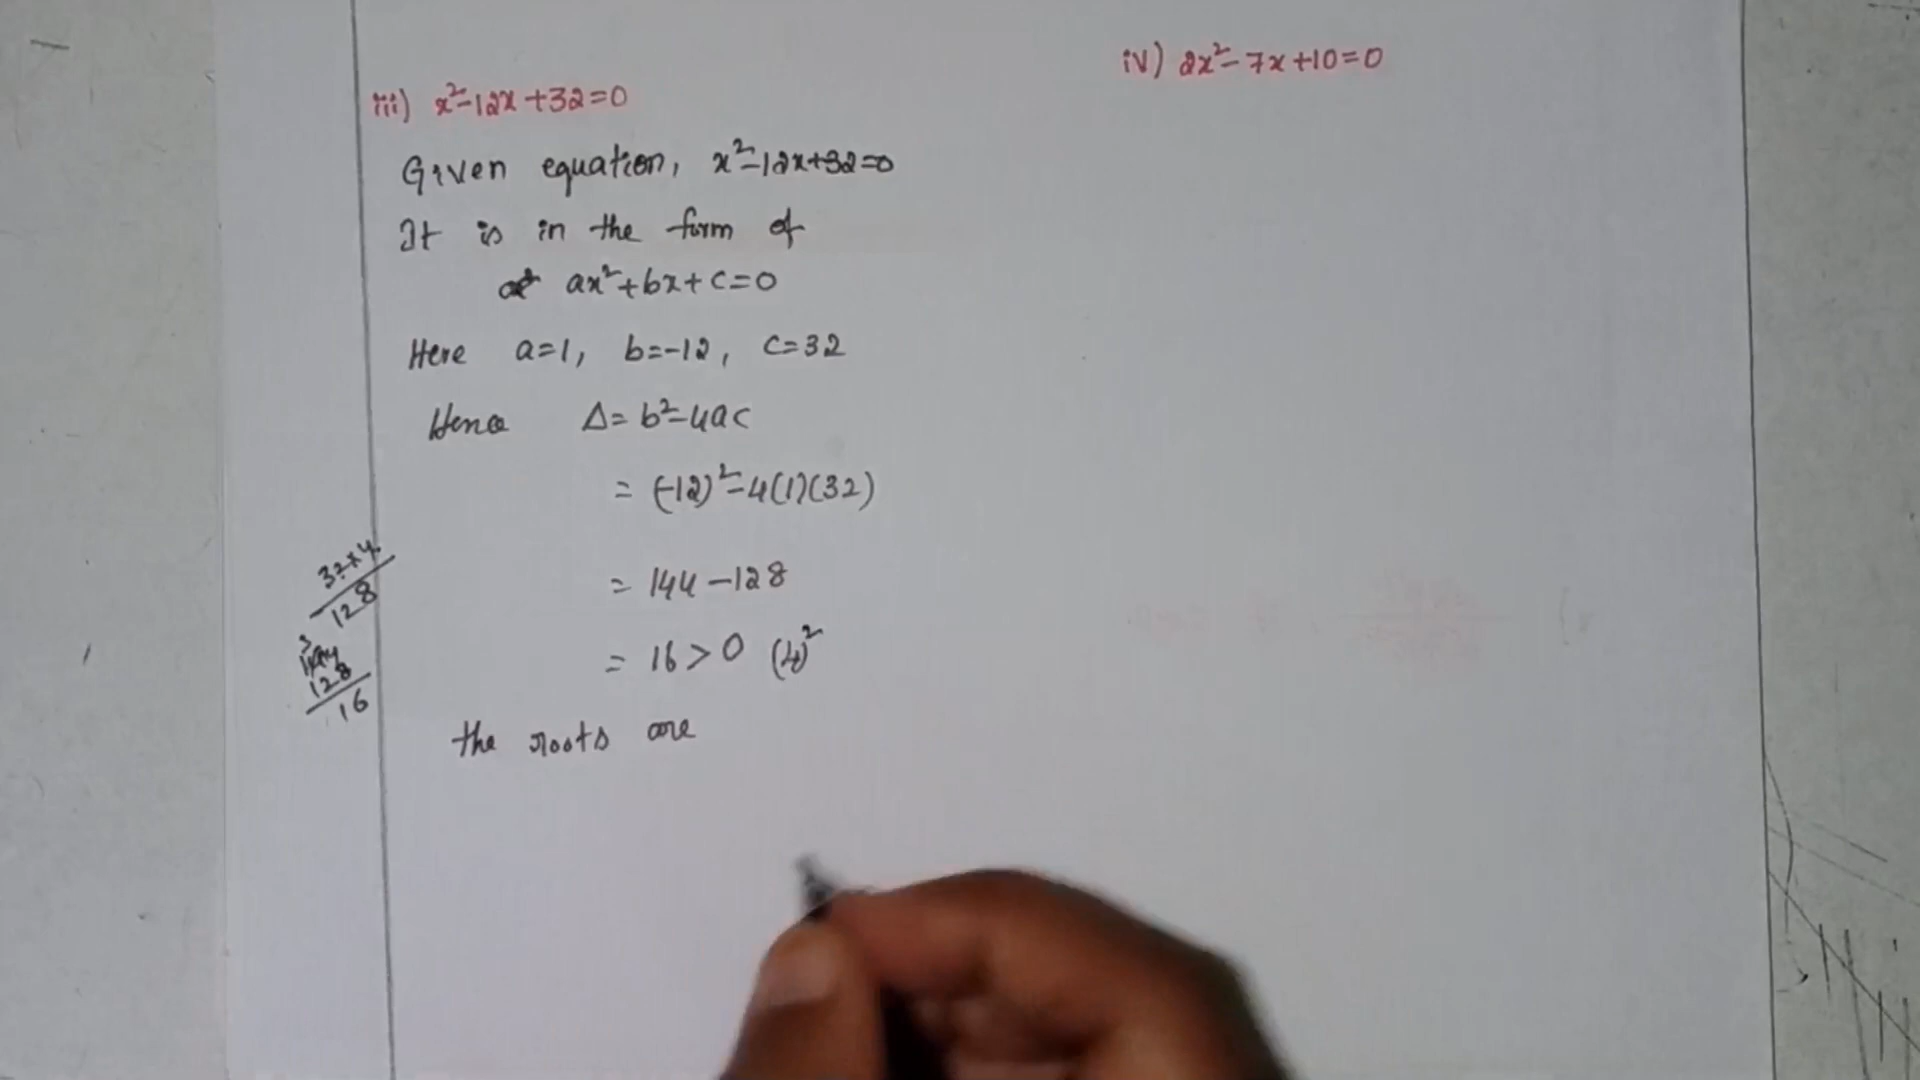 iii) x²-12x+32=0
Given equation, x²-12x+32=0
It is in the form of
ax²+bx+c=0
Here a=1, b=-12, c=32
Hence Δ= b²-4ac
= (-12)²-4(1)(32)
= 144-128
= 16>0 (4)²
the roots are
32×4
128
144
128
16
iv) 2x²-7x+10=0